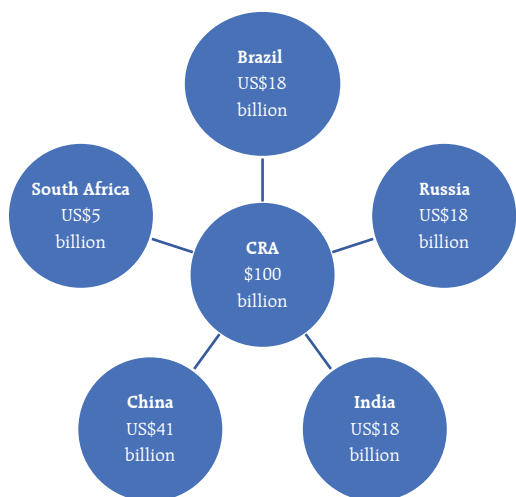 Brazil
US$18
billion
South Africa
US$5
billion
Russia
US$18
billion
CRA
$100
billion
China
US$41
billion
India
US$18
billion